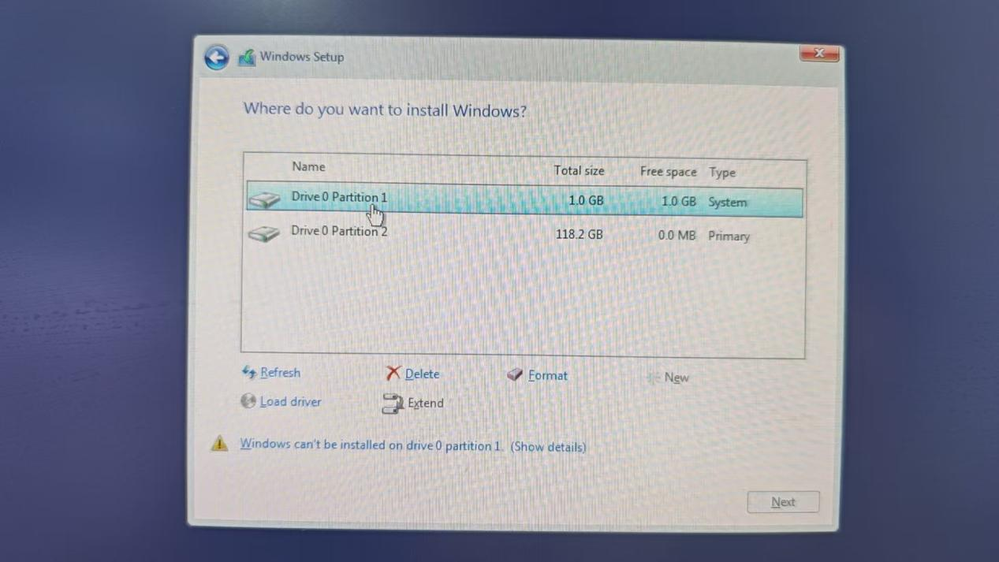 Windows Setup
Where do you want to install Windows?
Name Total size Free space Type
Drive 0 Partition 1 1.0 GB 1.0 GB System
Drive 0 Partition 2 118.2 GB 0.0 MB Primary
Refresh Delete Format New
Load driver Extend
Windows can't be installed on drive 0 partition 1. (Show details)
Next